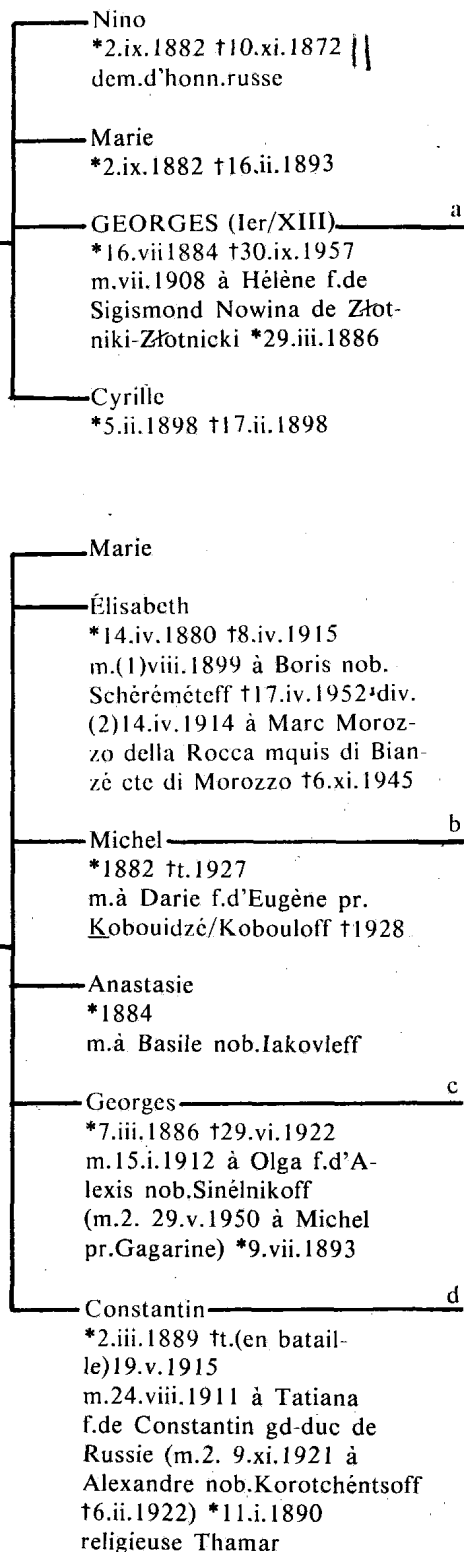 Nino
*2.ix.1882 †10.xi.1872
dem.d'honn.russe
Marie
*2.ix.1882 †16.ii.1893
GEORGES (Ier/XIII) a
*16.vii1884 †30.ix.1957
m.vii.1908 à Hélène f.de
Sigismond Nowina de Złot-
niki-Złotnicki *29.iii.1886
Cyrille
*5.ii.1898 †17.ii.1898
Marie
Élisabeth
*14.iv.1880 †8.iv.1915
m.(1)viii.1899 à Boris nob.
Schéréméteff †17.iv.1952 div.
(2)14.iv.1914 à Marc Moroz-
zo della Rocca mquis di Bian-
zé cte di Morozzo †6.xi.1945
Michel b
*1882 †t.1927
m.à Darie f.d'Eugène pr.
Kobouidzé/Kobouloff †1928
Anastasie
*1884
m.à Basile nob.Iakovleff
Georges c
*7.iii.1886 †29.vi.1922
m.15.i.1912 à Olga f.d'A-
lexis nob.Sinélnikoff
(m.2. 29.v.1950 à Michel
pr.Gagarine) *9.vii.1893
Constantin d
*2.iii.1889 †t.(en batail-
le)19.v.1915
m.24.viii.1911 à Tatiana
f.de Constantin gd-duc de
Russie (m.2. 9.xi.1921 à
Alexandre nob.Korotchéntsoff
†6.ii.1922) *11.i.1890
religieuse Thamar